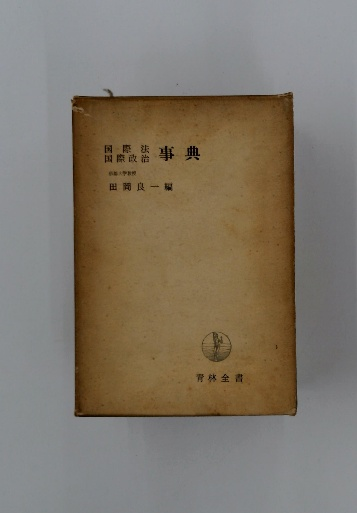 国際法
国際政治 事典
田岡良一編
青林全書